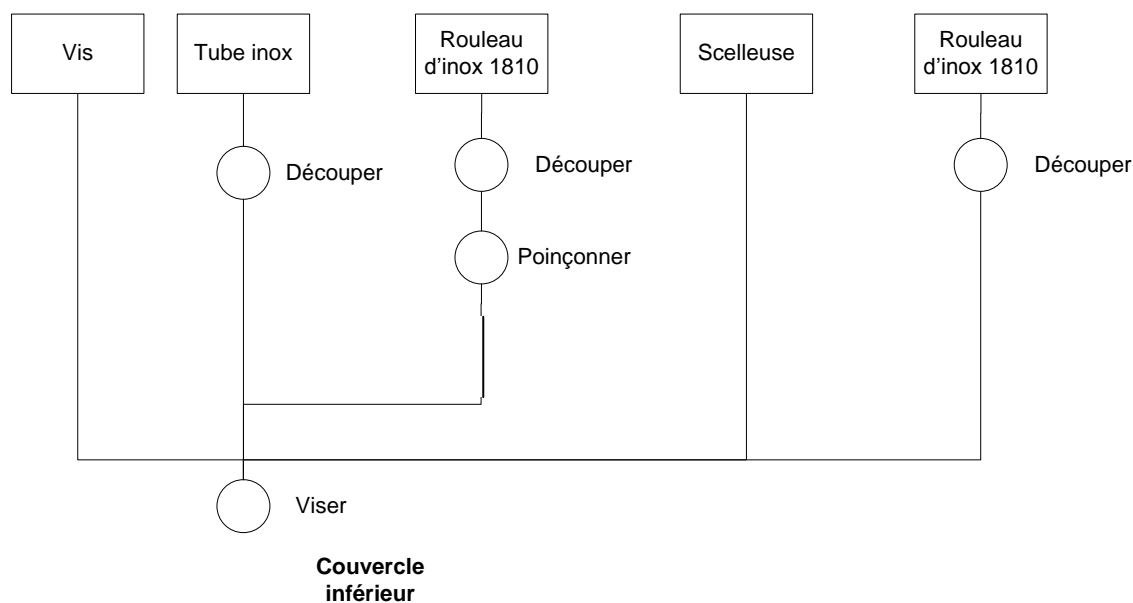 Vis
Tube inox
Rouleau
d'inox 1810
Scelleuse
Rouleau
d'inox 1810
Découper
Découper
Découper
Poinçonner
Viser
Couvercle
inférieur